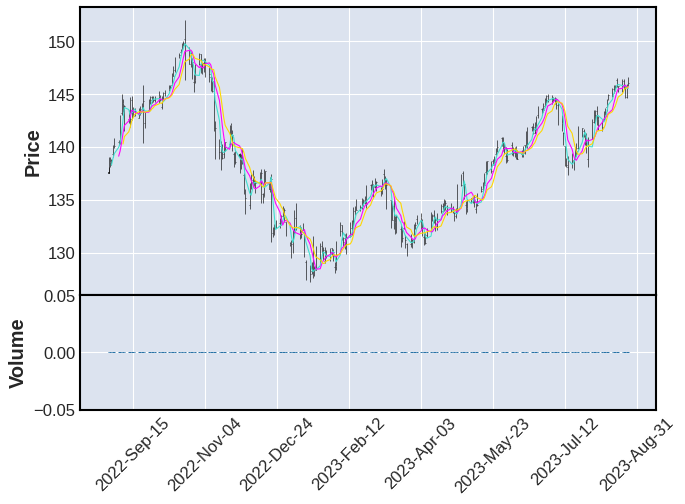 150
145
140
135
130
Price
0.05
0.00
−0.05
Volume
2022-Sep-15
2022-Nov-04
2022-Dec-24
2023-Feb-12
2023-Apr-03
2023-May-23
2023-Jul-12
2023-Aug-31